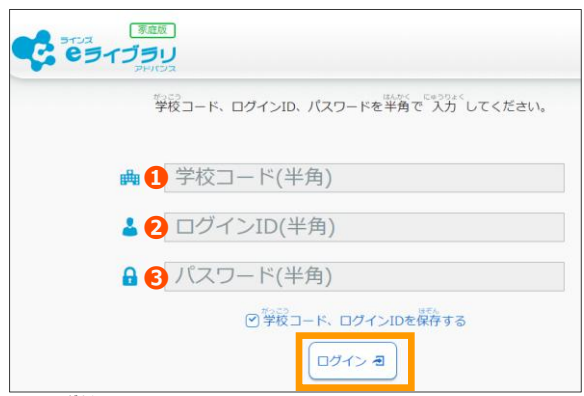 家庭版
ラインズ
eライブラリ
アドバンス
学校コード、ログインID、パスワードを半角で 入力 してください。
1 学校コード(半角)
2 ログインID(半角)
3 パスワード(半角)
学校コード、ログインIDを保存する
ログイン